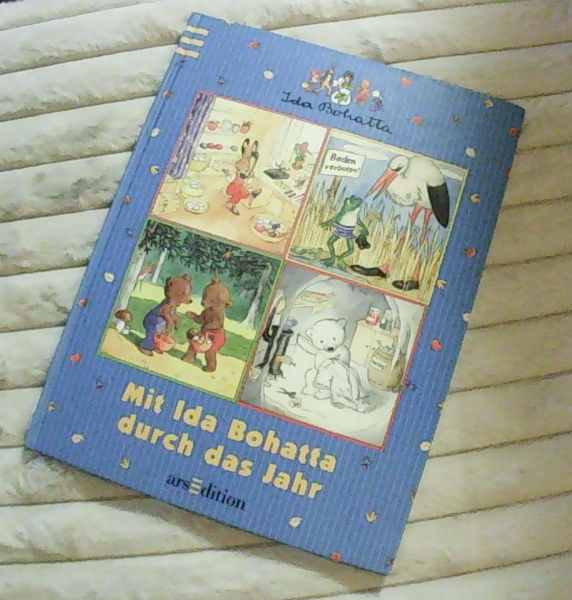 Ida Bohatta
Baden
verboten!
Mit Ida Bohatta
durch das Jahr
arsEdition